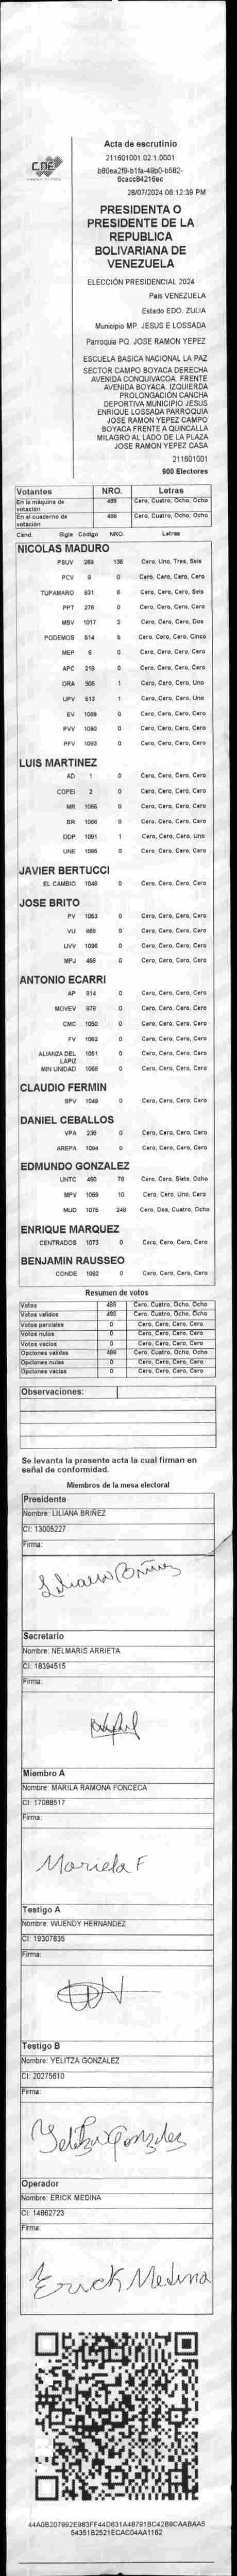 CNE
Acta de escrutinio
211601001.02.1.0001
28/07/2024 06:12:39 PM
PRESIDENTA O
PRESIDENTE DE LA
REPUBLICA
BOLIVARIANA DE
VENEZUELA
ELECCIÓN PRESIDENCIAL 2024
Pais VENEZUELA
Estado EDO. ZULIA
Municipio MP. JESUS E LOSSADA
Parroquia PQ. JOSE RAMON YEPEZ
ESCUELA BASICA NACIONAL LA PAZ
SECTOR CAMPO BOYACA DERECHA
AVENIDA CONQUIVACOA. FRENTE
AVENIDA BOYACA. IZQUIERDA
PROLONGACIÓN CANCHA
DEPORTIVA MUNICIPIO JESUS
ENRIQUE LOSSADA PARROQUIA
JOSE RAMON YEPEZ CAMPO
BOYACA FRENTE A QUINCALLA
MILAGRO AL LADO DE LA PLAZA
JOSE RAMON YEPEZ CASA
211601001
900 Electores
Votantes NRO. Letras
En la máquina de votación 488 Cero, Cuatro, Ocho, Ocho
En el cuaderno de votación 488 Cero, Cuatro, Ocho, Ocho
Cand. Sigla Código NRO. Letras
NICOLAS MADURO
PSUV 269 136 Cero, Uno, Tres, Seis
PCV 9 0 Cero, Cero, Cero, Cero
TUPAMARO 931 6 Cero, Cero, Cero, Seis
PPT 276 0 Cero, Cero, Cero, Cero
MSV 1017 2 Cero, Cero, Cero, Dos
PODEMOS 614 5 Cero, Cero, Cero, Cinco
MEP 6 0 Cero, Cero, Cero, Cero
APC 219 0 Cero, Cero, Cero, Cero
ORA 906 1 Cero, Cero, Cero, Uno
UPV 613 1 Cero, Cero, Cero, Uno
EV 1089 0 Cero, Cero, Cero, Cero
PVV 1090 0 Cero, Cero, Cero, Cero
PFV 1093 0 Cero, Cero, Cero, Cero
LUIS MARTINEZ
AD 1 0 Cero, Cero, Cero, Cero
COPEI 2 0 Cero, Cero, Cero, Cero
MR 1065 0 Cero, Cero, Cero, Cero
BR 1068 0 Cero, Cero, Cero, Cero
DDP 1091 1 Cero, Cero, Cero, Uno
UNE 1095 0 Cero, Cero, Cero, Cero
JAVIER BERTUCCI
EL CAMBIO 1048 0 Cero, Cero, Cero, Cero
JOSE BRITO
PV 1053 0 Cero, Cero, Cero, Cero
VU 868 0 Cero, Cero, Cero, Cero
UVV 1096 0 Cero, Cero, Cero, Cero
MPJ 458 0 Cero, Cero, Cero, Cero
ANTONIO ECARRI
AP 814 0 Cero, Cero, Cero, Cero
MOVEV 978 0 Cero, Cero, Cero, Cero
CMC 1050 0 Cero, Cero, Cero, Cero
FV 1082 0 Cero, Cero, Cero, Cero
ALIANZA DEL LAPIZ 1051 0 Cero, Cero, Cero, Cero
MIN UNIDAD 0 Cero, Cero, Cero, Cero
CLAUDIO FERMIN
SPV 1049 0 Cero, Cero, Cero, Cero
DANIEL CEBALLOS
VPA 236 0 Cero, Cero, Cero, Cero
AREPA 1094 0 Cero, Cero, Cero, Cero
EDMUNDO GONZALEZ
UNTC 460 78 Cero, Cero, Siete, Ocho
MPV 1069 10 Cero, Cero, Uno, Cero
MUD 1075 248 Cero, Dos, Cuatro, Ocho
ENRIQUE MARQUEZ
CENTRADOS 1073 0 Cero, Cero, Cero, Cero
BENJAMIN RAUSSEO
CONDE 1092 0 Cero, Cero, Cero, Cero
Resumen de votos
Votos 488 Cero, Cuatro, Ocho, Ocho
Votos validos 488 Cero, Cuatro, Ocho, Ocho
Votos parciales 0 Cero, Cero, Cero, Cero
Votos nulos 0 Cero, Cero, Cero, Cero
Votos vacios 0 Cero, Cero, Cero, Cero
Opciones validas 488 Cero, Cuatro, Ocho, Ocho
Opciones nulas 0 Cero, Cero, Cero, Cero
Opciones vacias 0 Cero, Cero, Cero, Cero
Observaciones:
Se levanta la presente acta la cual firman en
señal de conformidad.
Miembros de la mesa electoral
Presidente
Nombre: LILIANA BRIÑEZ
CI: 13005227
Firma:
Liliana Briñez
Secretario
Nombre: NELMARIS ARRIETA
CI: 18394515
Firma:
Miembro A
Nombre: MARILA RAMONA FONCECA
CI: 17088517
Firma:
Mariela F
Testigo A
Nombre: WUENDY HERNANDEZ
CI: 19307835
Firma:
Testigo B
Nombre: YELITZA GONZALEZ
CI: 20275610
Firma:
Yelitza Gonzalez
Operador
Nombre: ERICK MEDINA
CI: 14862723
Firma:
Erick Medina